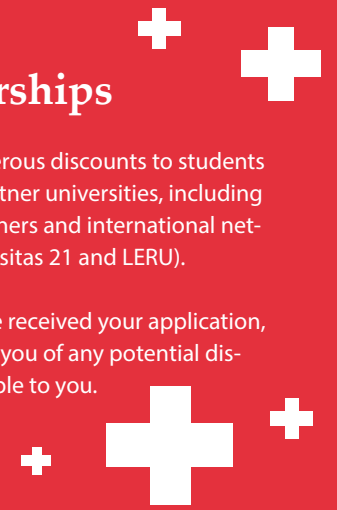 rships
erous discounts to students
tner universities, including
ners and international net-
sitas 21 and LERU).
e received your application,
you of any potential dis-
ble to you.